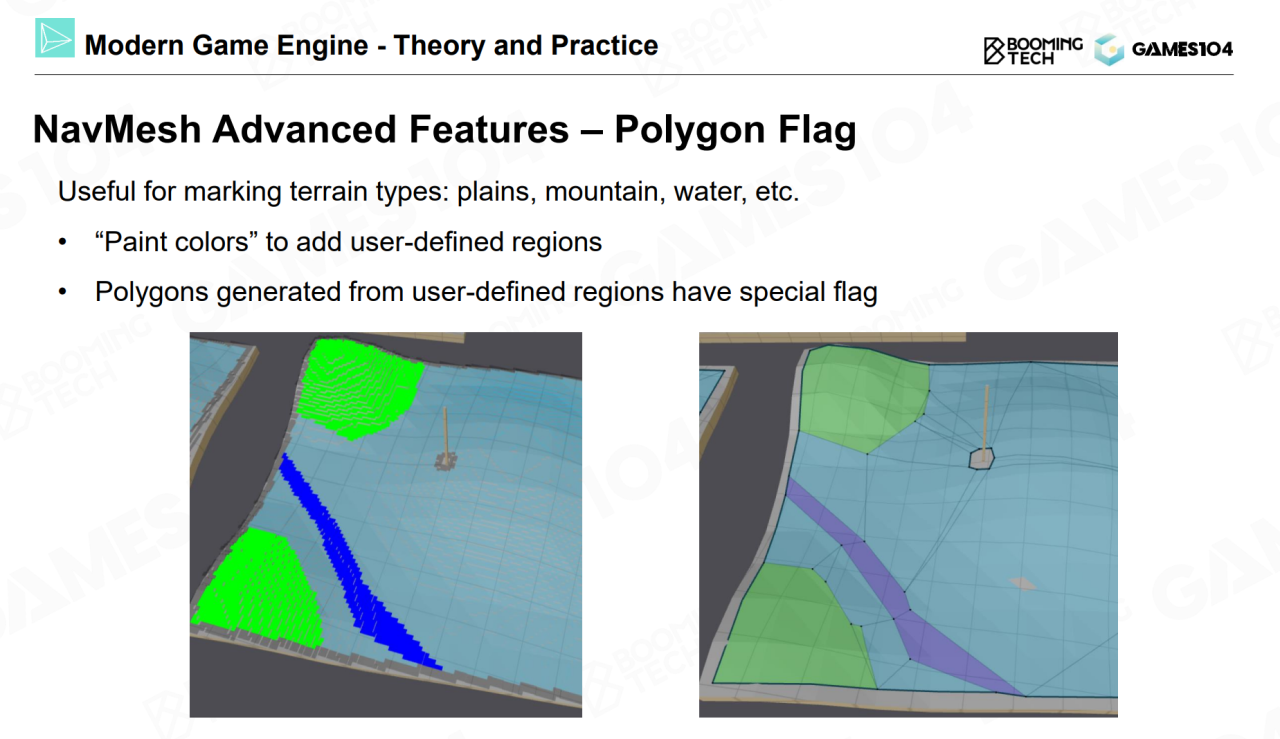 Modern Game Engine - Theory and Practice
BOOMING
TECH
GAMES104
NavMesh Advanced Features – Polygon Flag
Useful for marking terrain types: plains, mountain, water, etc.
• “Paint colors” to add user-defined regions
• Polygons generated from user-defined regions have special flag